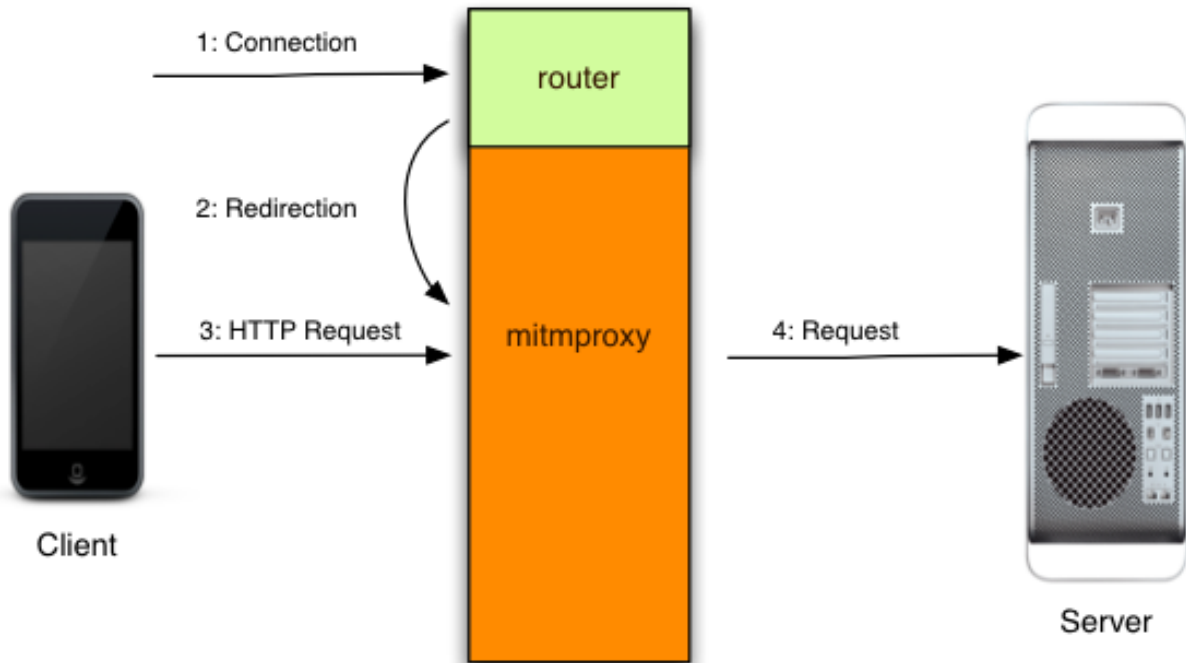 1: Connection
router
2: Redirection
3: HTTP Request
mitmproxy
4: Request
Client
Server